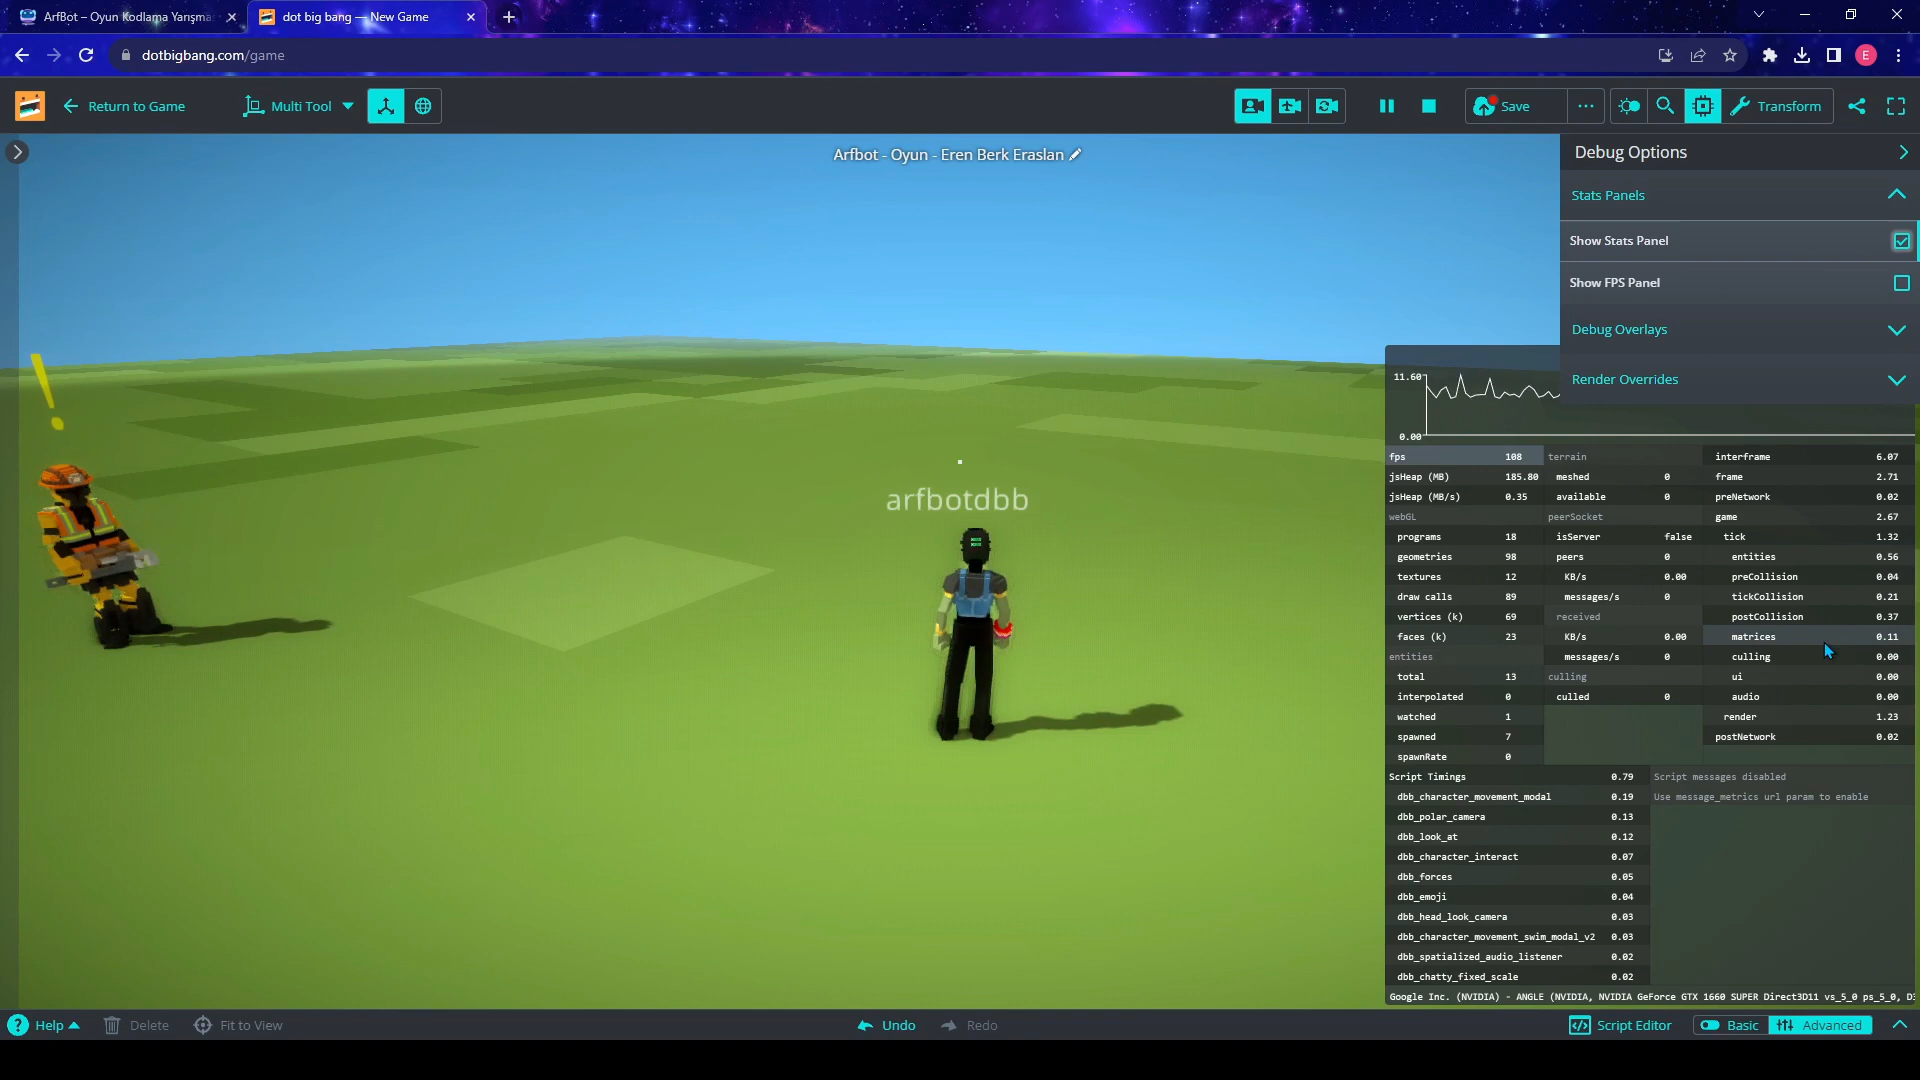 ArfBot – Oyun Kodlama Yarışma
dot big bang — New Game
dotbigbang.com/game
E
Return to Game
Multi Tool
Save
Transform
Arfbot - Oyun - Eren Berk Eraslan
Debug Options
Stats Panels
Show Stats Panel
Show FPS Panel
Debug Overlays
Render Overrides
arfbotdbb
11.60
0.00
fps 108
jsHeap (MB) 185.80
jsHeap (MB/s) 0.35
webGL
programs 18
geometries 98
textures 12
draw calls 89
vertices (k) 69
faces (k) 23
entities
total 13
interpolated 0
watched 1
spawned 7
spawnRate 0
terrain
meshed 0
available 0
peerSocket
isServer false
peers 0
KB/s 0.00
messages/s 0
received
KB/s 0.00
messages/s 0
culling
culled 0
interframe 6.07
frame 2.71
preNetwork 0.02
game 2.67
tick 1.32
entities 0.56
preCollision 0.04
tickCollision 0.21
postCollision 0.37
matrices 0.11
culling 0.00
ui 0.00
audio 0.00
render 1.23
postNetwork 0.02
Script Timings 0.79
dbb_character_movement_modal 0.19
dbb_polar_camera 0.13
dbb_look_at 0.12
dbb_character_interact 0.07
dbb_forces 0.05
dbb_emoji 0.04
dbb_head_look_camera 0.03
dbb_character_movement_swim_modal_v2 0.03
dbb_spatialized_audio_listener 0.02
dbb_chatty_fixed_scale 0.02
Script messages disabled
Use message_metrics url param to enable
Google Inc. (NVIDIA) - ANGLE (NVIDIA, NVIDIA GeForce GTX 1660 SUPER Direct3D11 vs_5_0 ps_5_0, D3
? Help
Delete
Fit to View
Undo
Redo
Script Editor
Basic
Advanced